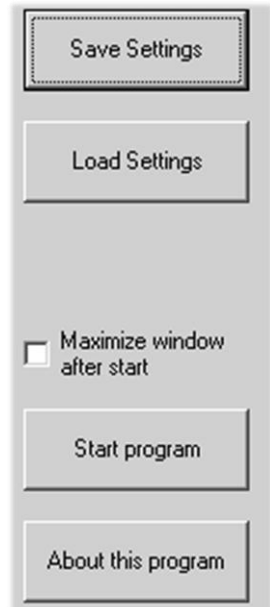 Save Settings
Load Settings
Maximize window
after start
Start program
About this program